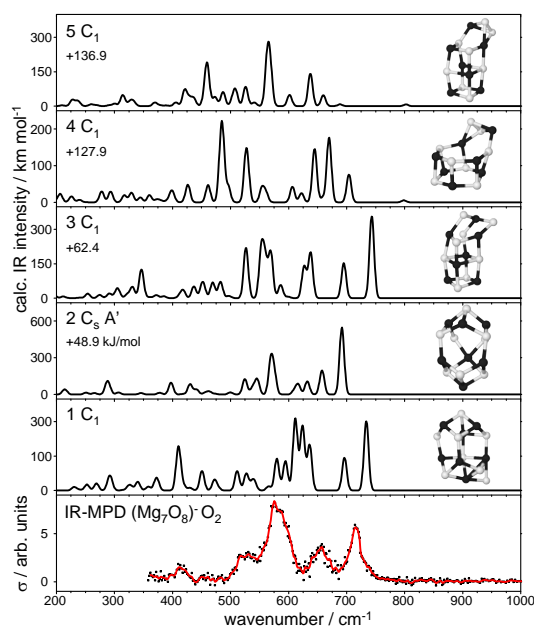 5 C₁
+136.9
300
150
0
4 C₁
+127.9
200
100
0
calc. IR intensity / km mol⁻¹
3 C₁
+62.4
300
150
0
2 Cₛ A'
+48.9 kJ/mol
600
300
0
1 C₁
300
150
0
IR-MPD (Mg₇O₈)⁻O₂
σ / arb. units
5
0
200 300 400 500 600 700 800 900 1000
wavenumber / cm⁻¹